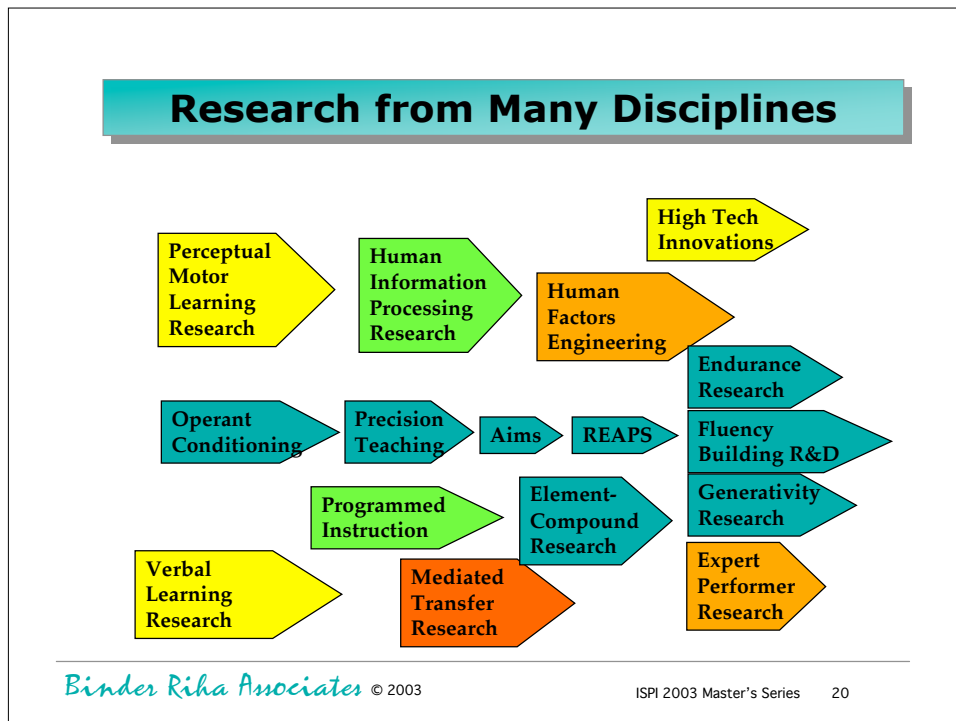 Research from Many Disciplines
High Tech
Innovations
Perceptual
Motor
Learning
Research
Human
Information
Processing
Research
Human
Factors
Engineering
Endurance
Research
Operant
Conditioning
Precision
Teaching
Aims
REAPS
Fluency
Building R&D
Programmed
Instruction
Element-
Compound
Research
Generativity
Research
Verbal
Learning
Research
Mediated
Transfer
Research
Expert
Performer
Research
Binder Riha Associates © 2003
ISPI 2003 Master's Series 20